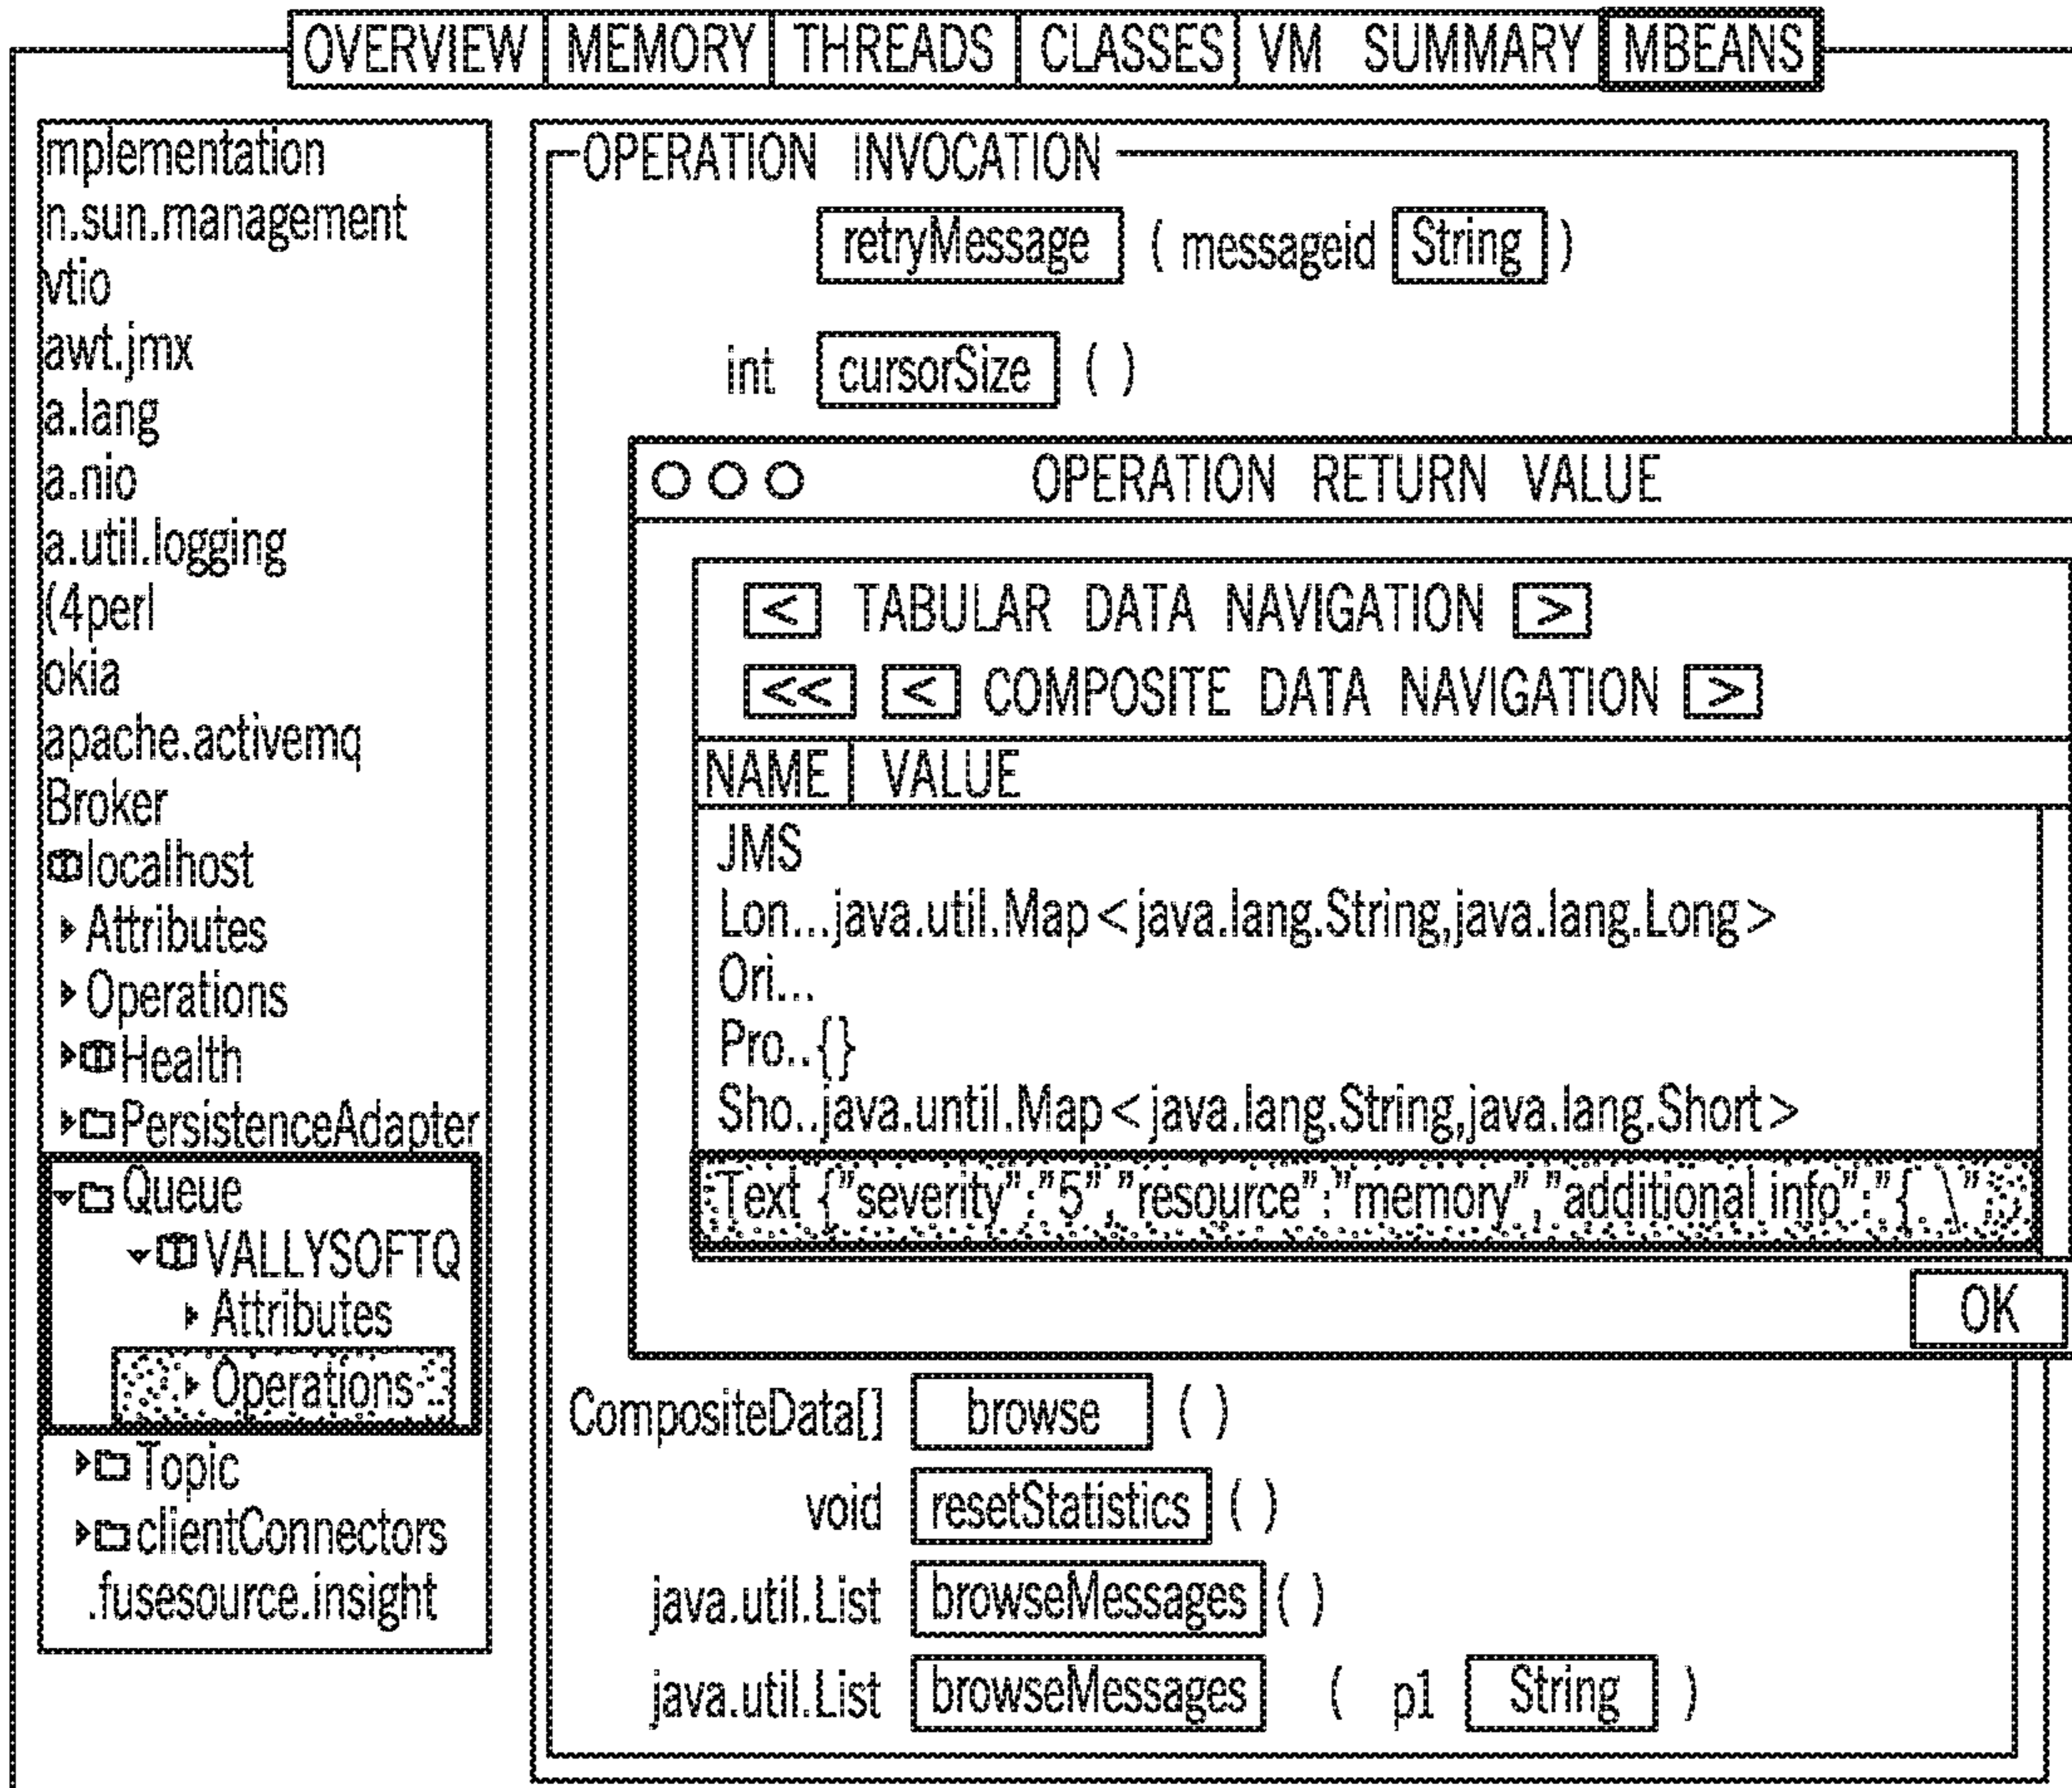 OVERVIEW MEMORY THREADS CLASSES VM SUMMARY MBEANS
mplementation
n.sun.management
vtio
awt.jmx
a.lang
a.nio
a.util.logging
(4perl
okia
apache.activemq
Broker
localhost
Attributes
Operations
Health
PersistenceAdapter
Queue
VALLYSOFTQ
Attributes
Operations
Topic
clientConnectors
.fusesource.insight
OPERATION INVOCATION
retryMessage ( messageid String )
int cursorSize ( )
OPERATION RETURN VALUE
< TABULAR DATA NAVIGATION >
<< < COMPOSITE DATA NAVIGATION >
NAME VALUE
JMS
Lon...java.util.Map<java.lang.String,java.lang.Long>
Ori...
Pro..{}
Sho..java.until.Map<java.lang.String,java.lang.Short>
Text {"severity":"5","resource":"memory","additional info":"{ \"
OK
CompositeData[] browse ( )
void resetStatistics ( )
java.util.List browseMessages ( )
java.util.List browseMessages ( p1 String )